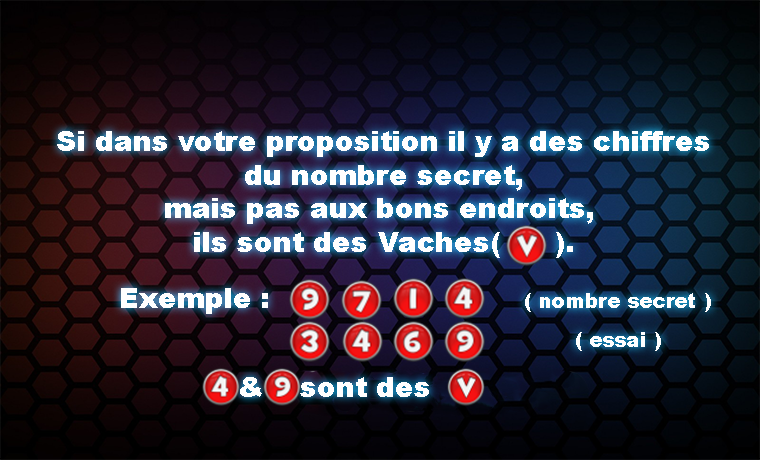 Si dans votre proposition il y a des chiffres
du nombre secret,
mais pas aux bons endroits,
ils sont des Vaches( V ).
Exemple : 9 7 1 4 ( nombre secret )
3 4 6 9 ( essai )
4 & 9 sont des V